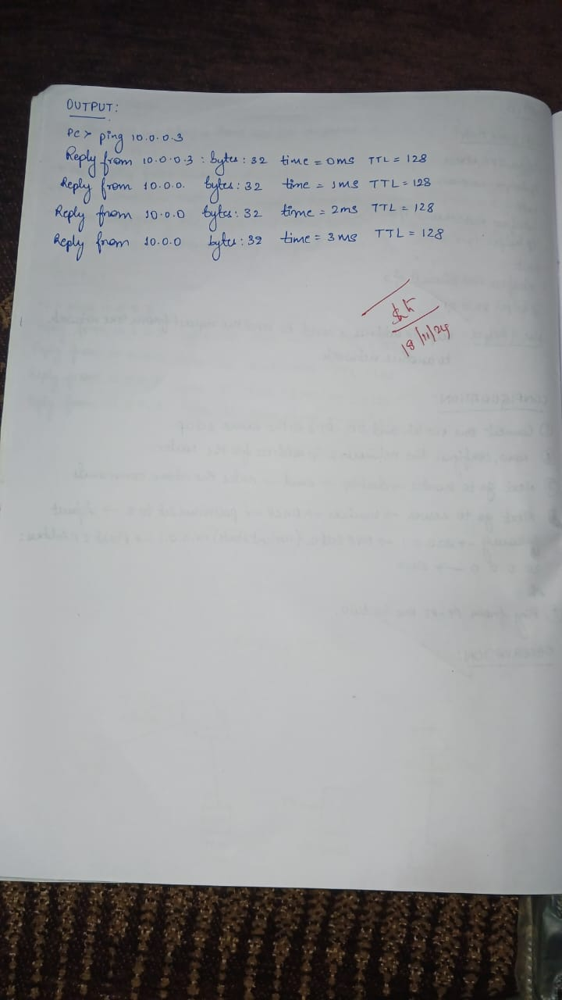 OUTPUT:
PC> ping 10.0.0.3
Reply from 10.0.0.3 : bytes : 32 time = 0ms TTL = 128
Reply from 10.0.0. bytes : 32 time = 1ms TTL = 128
Reply from 10.0.0 bytes : 32 time = 2ms TTL = 128
Reply from 10.0.0 bytes : 32 time = 3ms TTL = 128
18/11/24